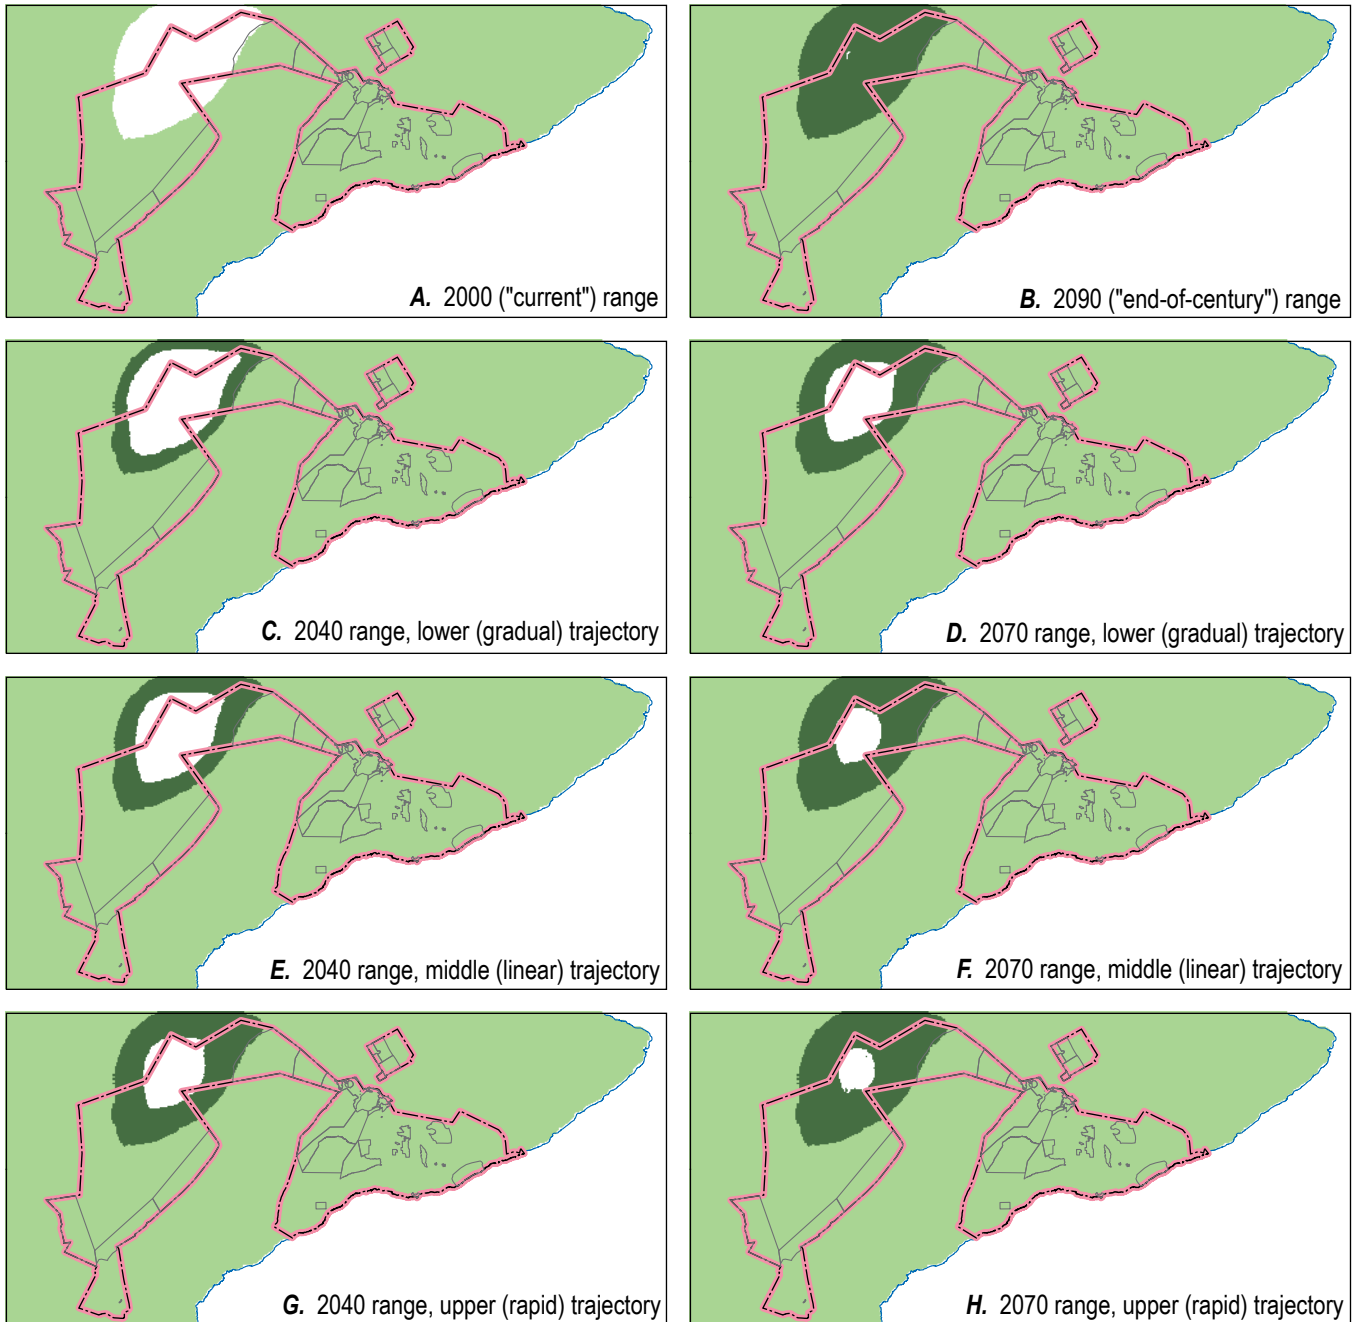 A. 2000 ("current") range
B. 2090 ("end-of-century") range
C. 2040 range, lower (gradual) trajectory
D. 2070 range, lower (gradual) trajectory
E. 2040 range, middle (linear) trajectory
F. 2070 range, middle (linear) trajectory
G. 2040 range, upper (rapid) trajectory
H. 2070 range, upper (rapid) trajectory